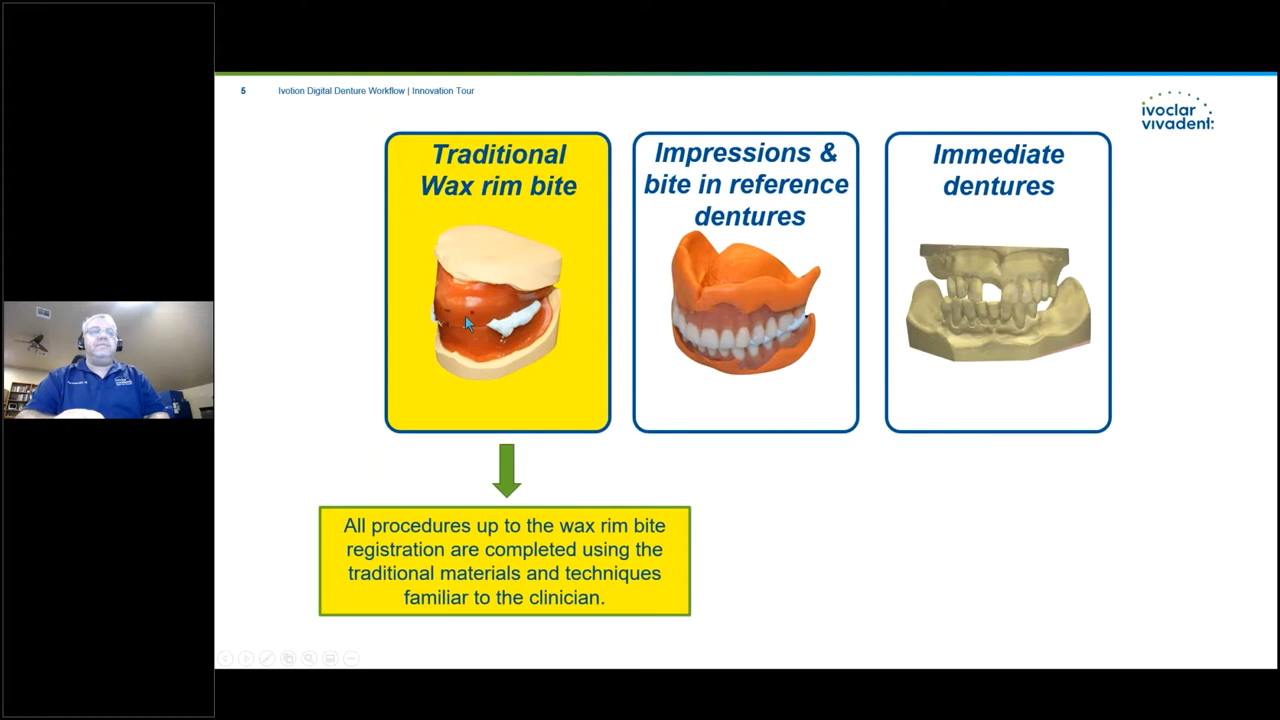 5 Ivotion Digital Denture Workflow | Innovation Tour
ivoclar
vivadent:
Traditional
Wax rim bite
Impressions &
bite in reference
dentures
Immediate
dentures
All procedures up to the wax rim bite
registration are completed using the
traditional materials and techniques
familiar to the clinician.